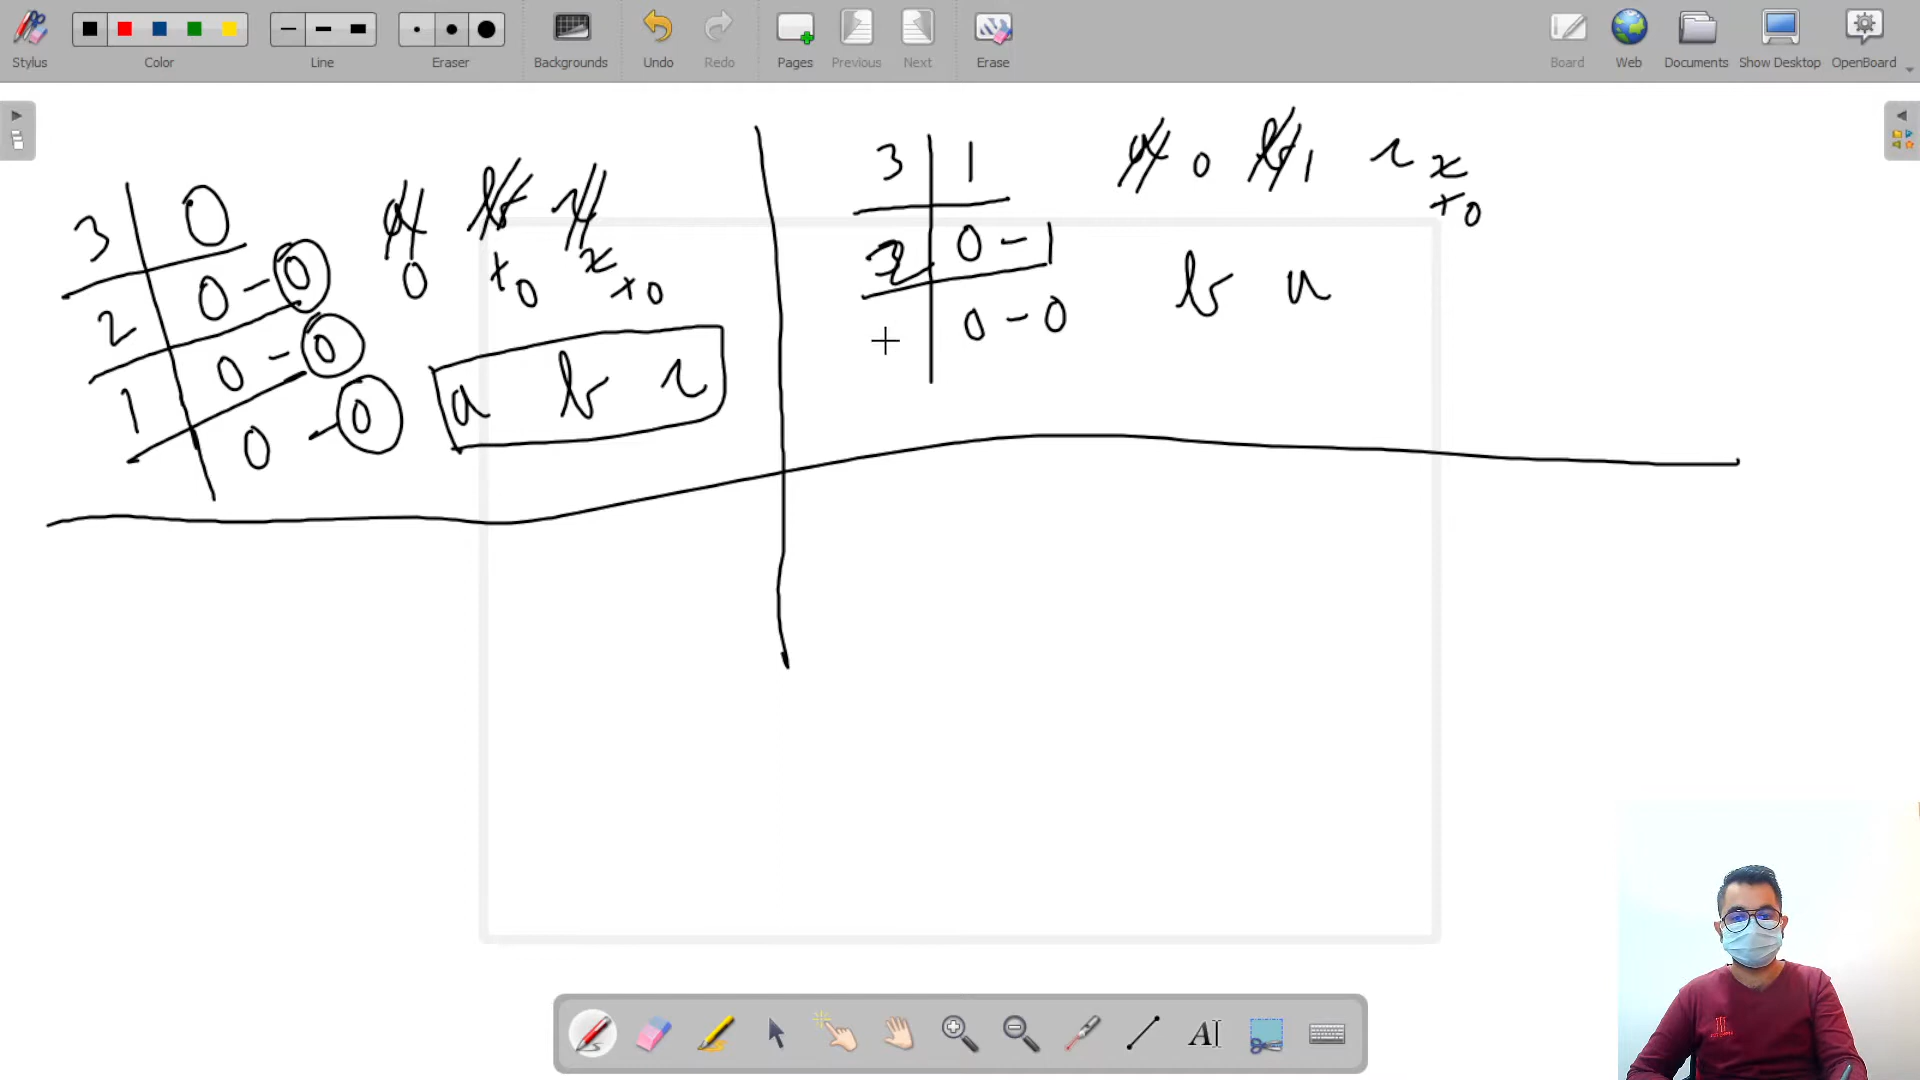 Stylus Color Line Eraser Backgrounds Undo Redo Pages Previous Next Erase Board Web Documents Show Desktop OpenBoard
3 0
2 0 - 0
1 0 - 0
0 - 0
a b r
0 x0 x
x0
a b r
3 1
2 0 - 1
0 - 0
a 0 b 1 r x
x0
b a